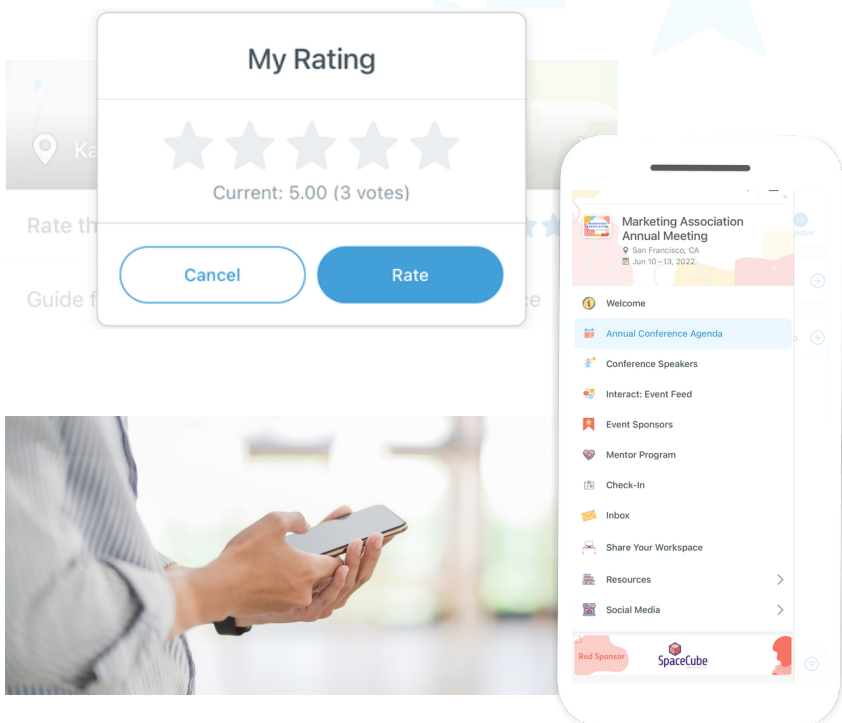 My Rating
Current: 5.00 (3 votes)
Cancel
Rate
Rate th
Guide f
Marketing Association
Annual Meeting
San Francisco, CA
Jun 10 – 13, 2022
Welcome
Annual Conference Agenda
Conference Speakers
Interact: Event Feed
Event Sponsors
Mentor Program
Check-In
Inbox
Share Your Workspace
Resources
Social Media
Red Sponsor
SpaceCube